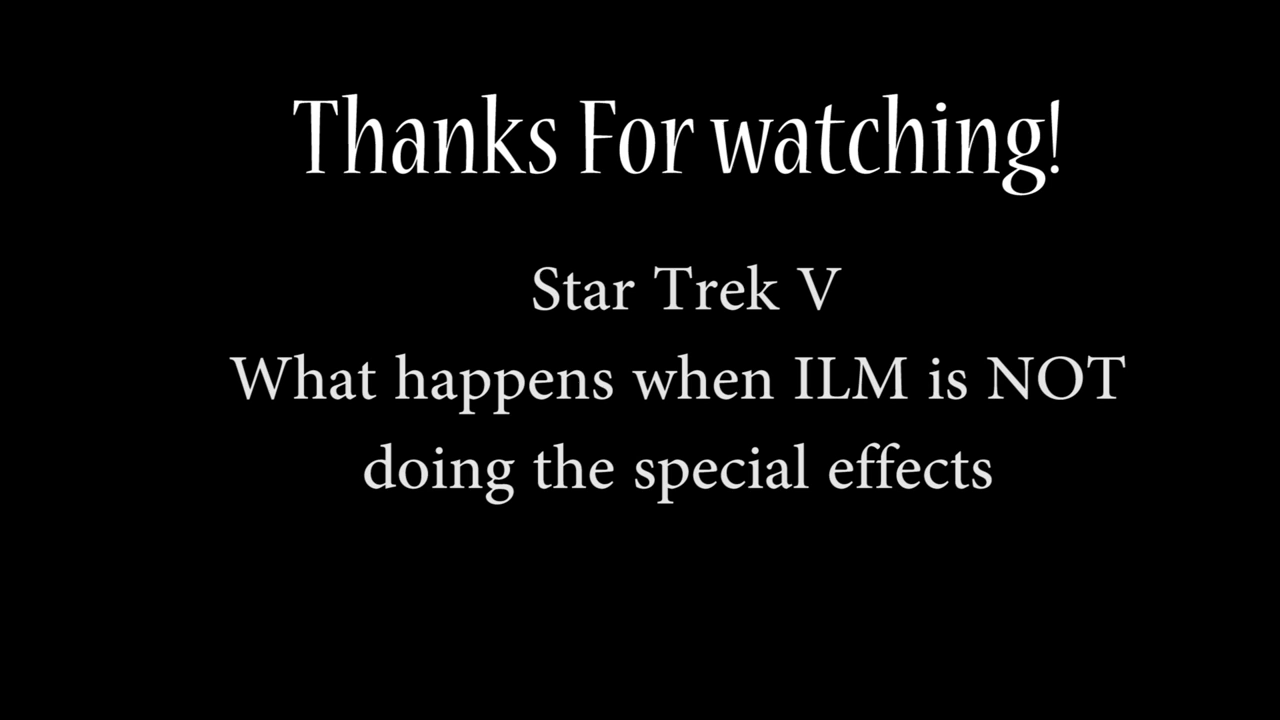 Thanks For watching!
Star Trek V
What happens when ILM is NOT
doing the special effects